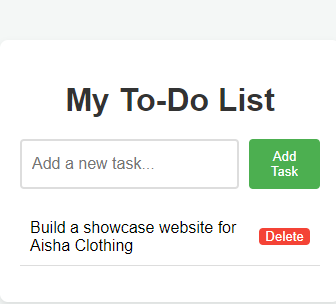 My To-Do List
Add a new task...
Add
Task
Build a showcase website for
Aisha Clothing
Delete